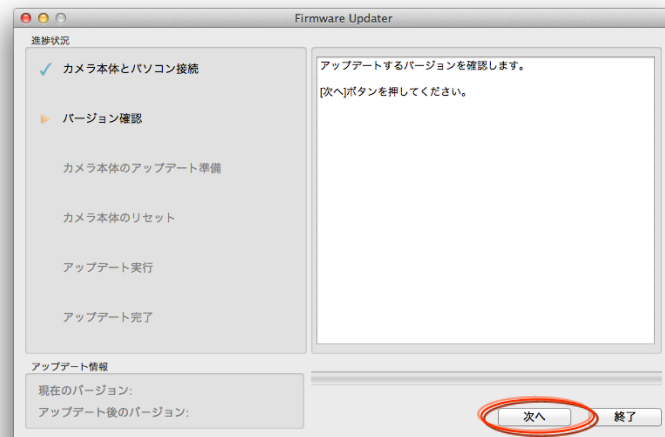 Firmware Updater
進捗状況
カメラ本体とパソコン接続
バージョン確認
カメラ本体のアップデート準備
カメラ本体のリセット
アップデート実行
アップデート完了
アップデートするバージョンを確認します。
[次へ]ボタンを押してください。
アップデート情報
現在のバージョン:
アップデート後のバージョン:
次へ
終了